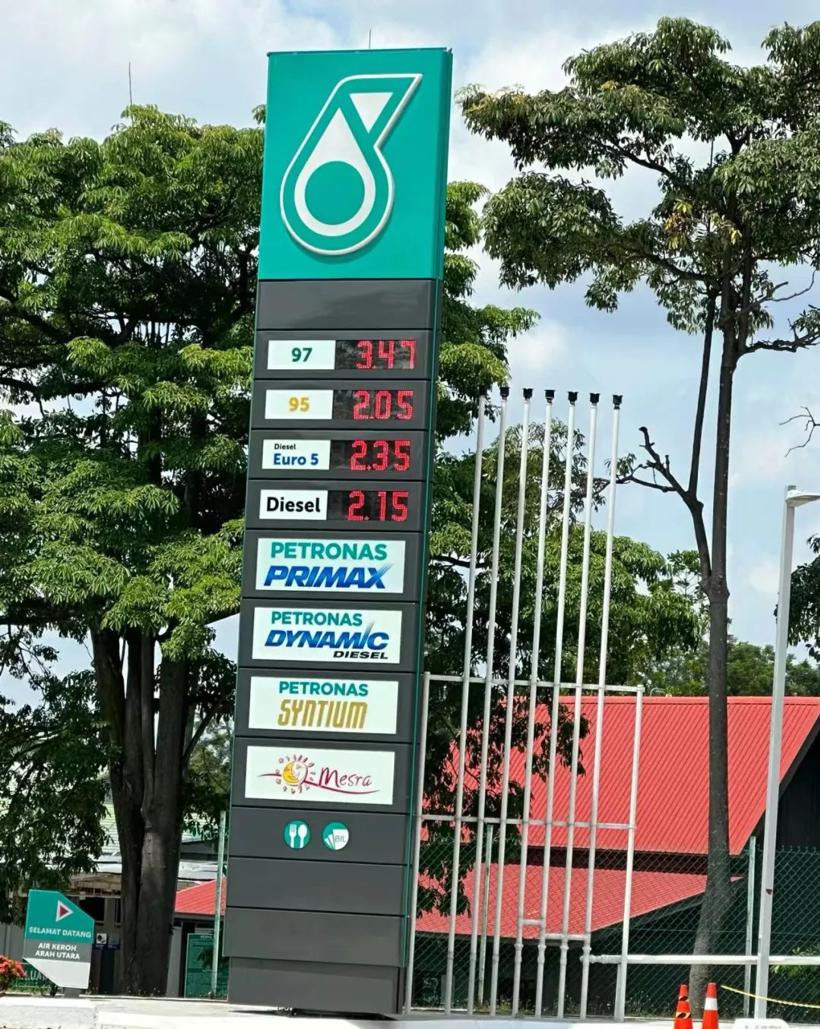 97 3.47
95 2.05
Diesel
Euro 5 2.35
Diesel 2.15
PETRONAS
PRIMAX
PETRONAS
DYNAMIC
DIESEL
PETRONAS
SYNTIUM
Mesra
BIL
SELAMAT DATANG
AIR KEROH
ARAH UTARA